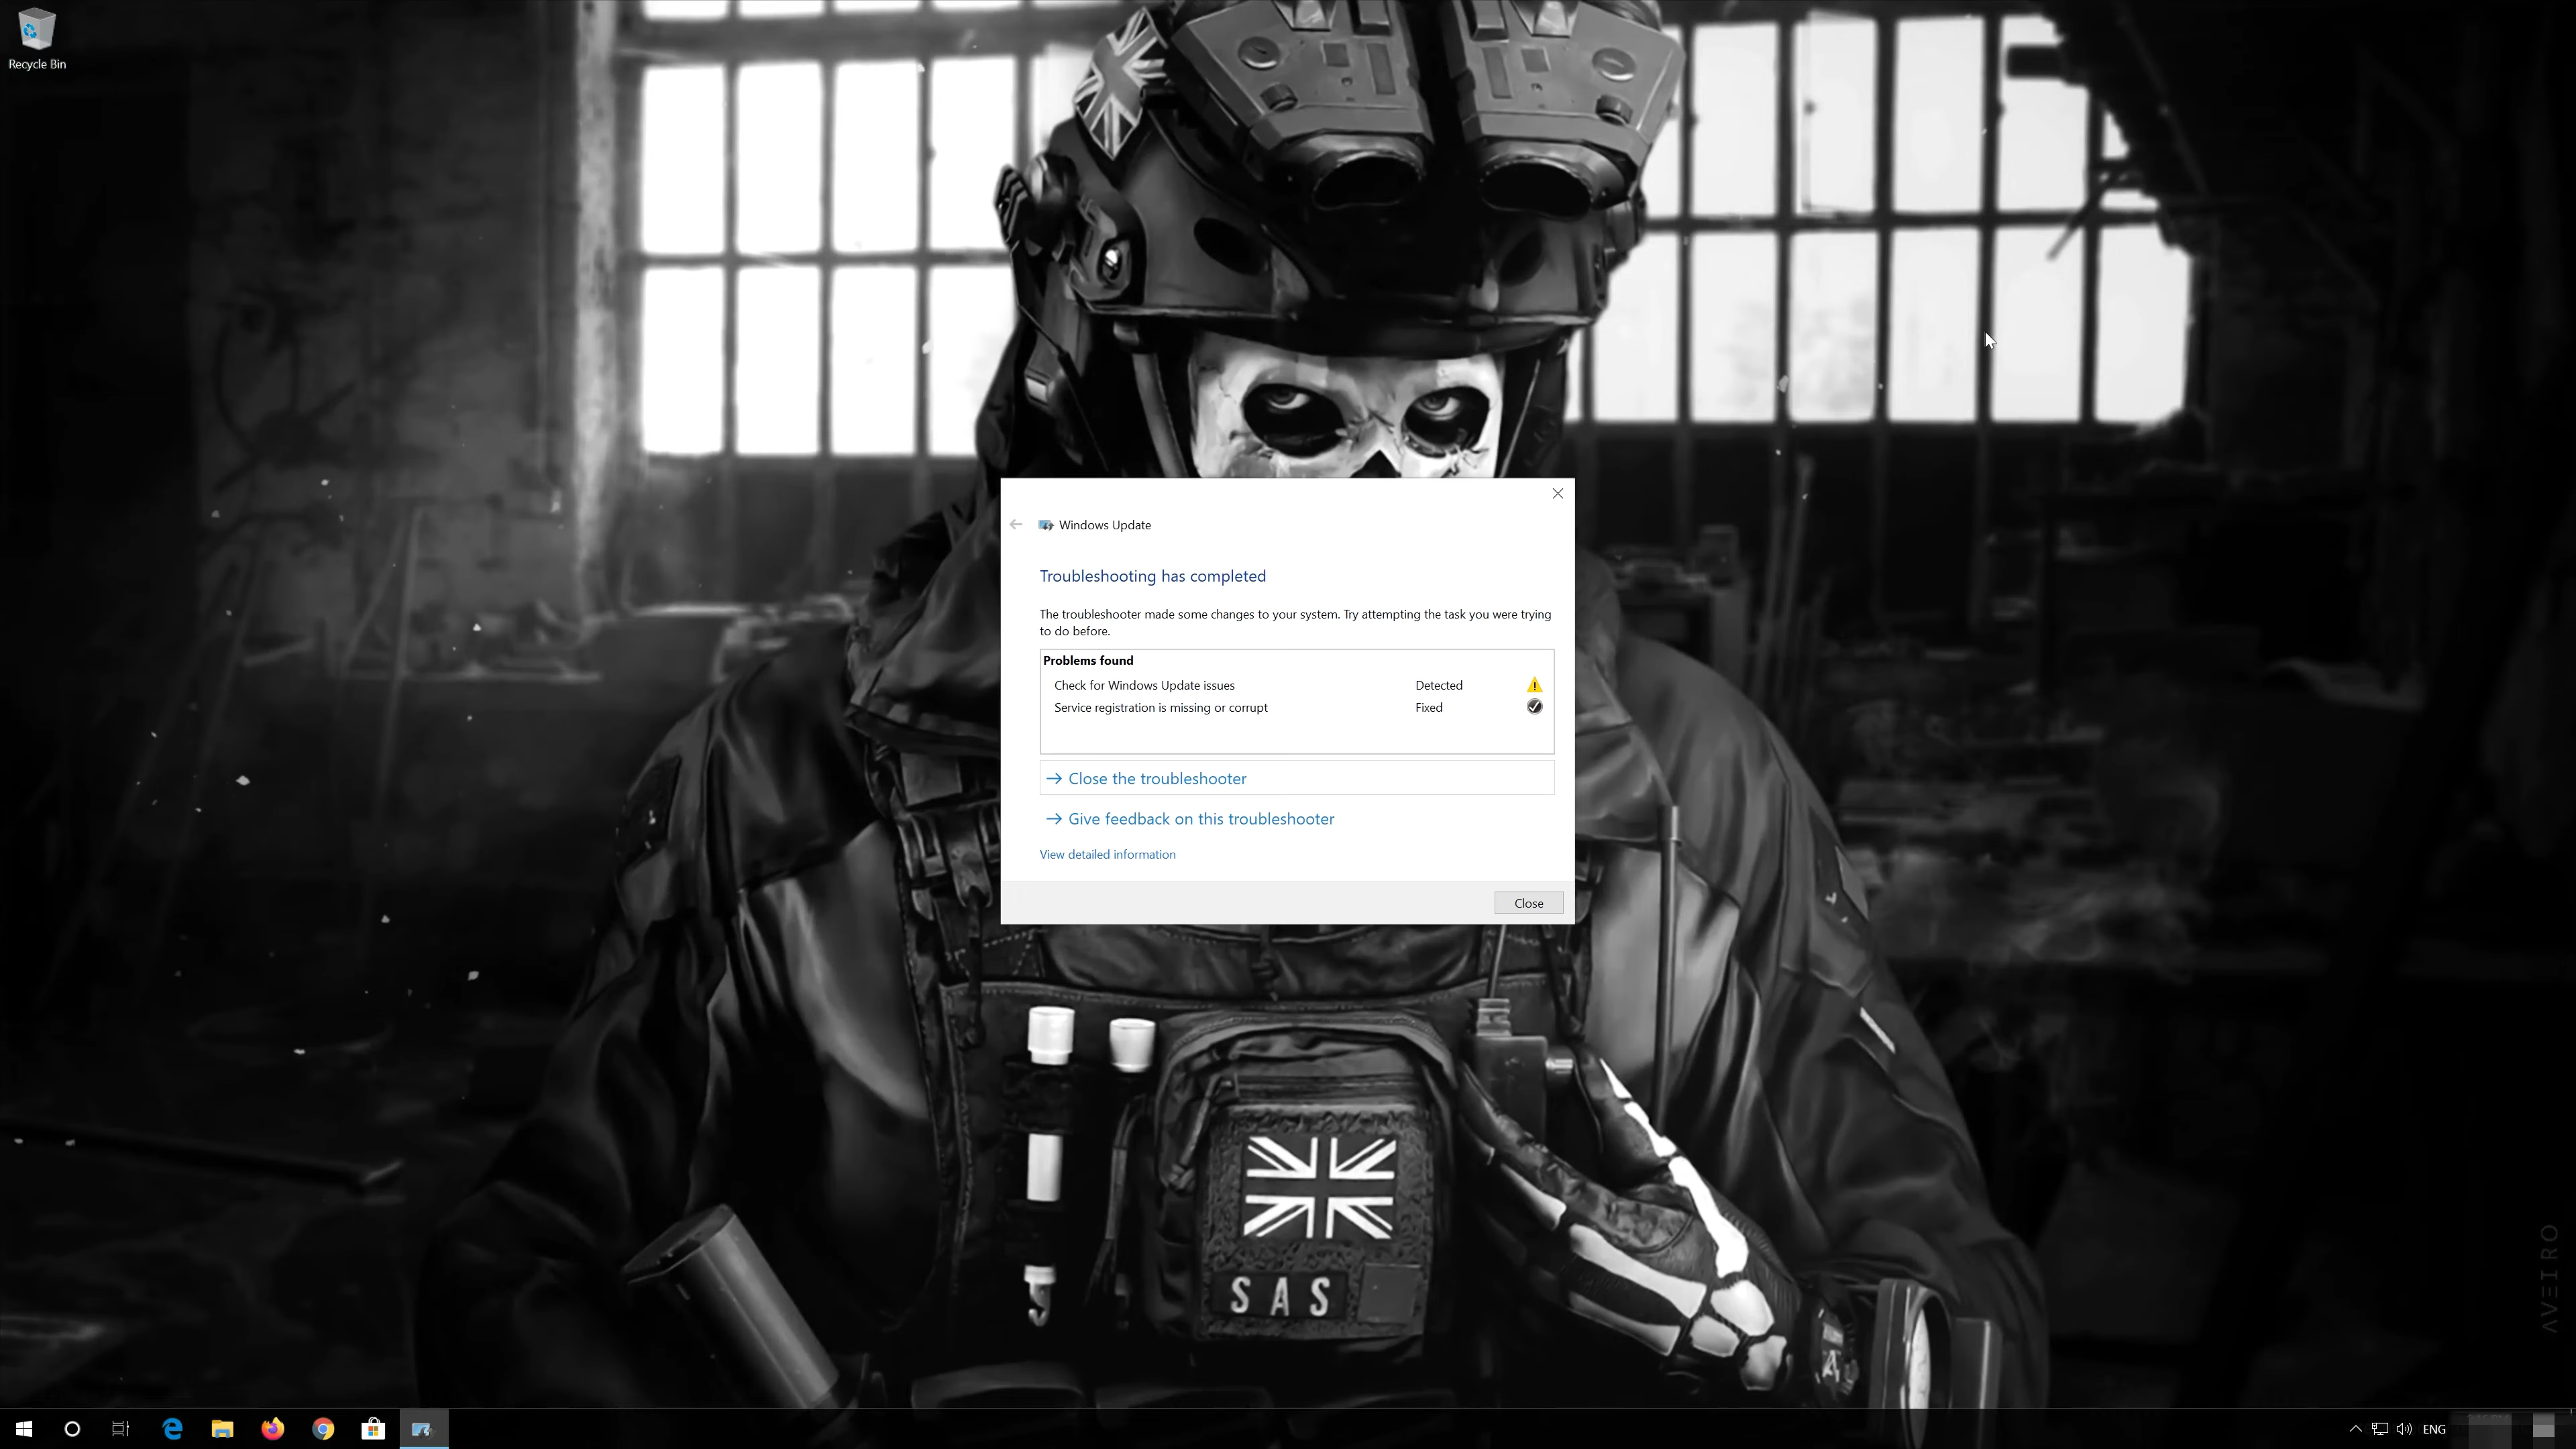 Recycle Bin
Windows Update
Troubleshooting has completed
The troubleshooter made some changes to your system. Try attempting the task you were trying
to do before.
Problems found
Check for Windows Update issues Detected
Service registration is missing or corrupt Fixed
Close the troubleshooter
Give feedback on this troubleshooter
View detailed information
Close
SAS
ENG